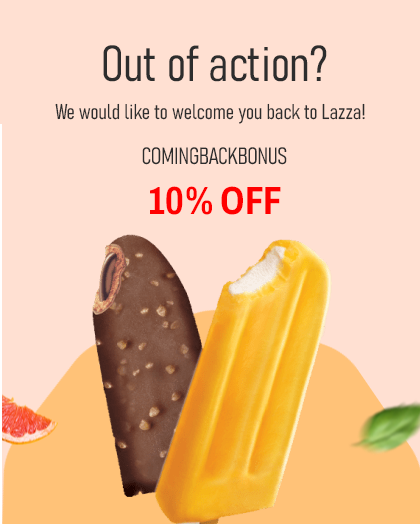 Out of action?
We would like to welcome you back to Lazza!
COMINGBACKBONUS
10% OFF